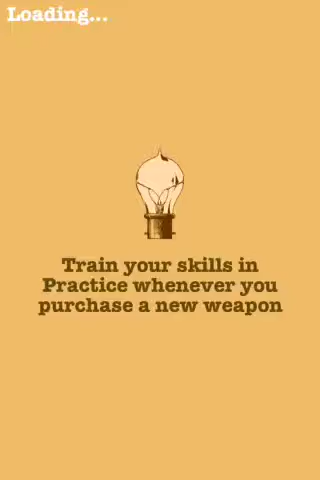 Loading...
Train your skills in
Practice whenever you
purchase a new weapon